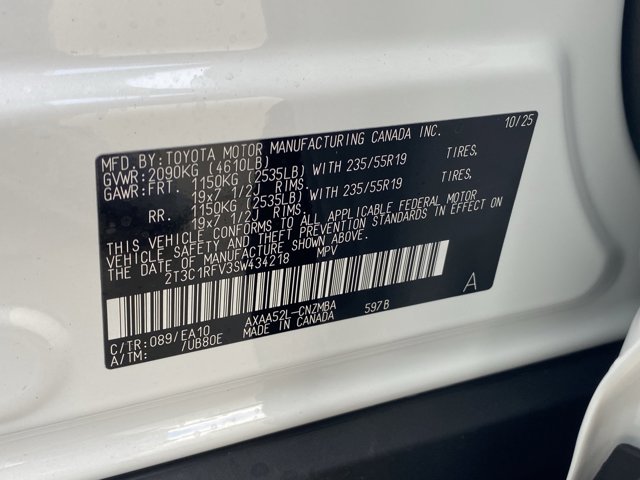 MFD.BY:TOYOTA MOTOR MANUFACTURING CANADA INC. 10/25
GVWR:2090KG (4610LB)
GAWR:FRT. 1150KG (2535LB) WITH 235/55R19 TIRES,
19x7 1/2J RIMS.
RR. 1150KG (2535LB) WITH 235/55R19 TIRES,
19x7 1/2J RIMS.
THIS VEHICLE CONFORMS TO ALL APPLICABLE FEDERAL MOTOR
VEHICLE SAFETY & THEFT PREVENTION STANDARDS IN EFFECT ON
THE DATE OF MANUFACTURE SHOWN ABOVE.
2T3C1RFV3SW434218 MPV
A
C/TR:089/EA10 AXAA52L-CNZMBA 597B
A/TM: /UB80E MADE IN CANADA